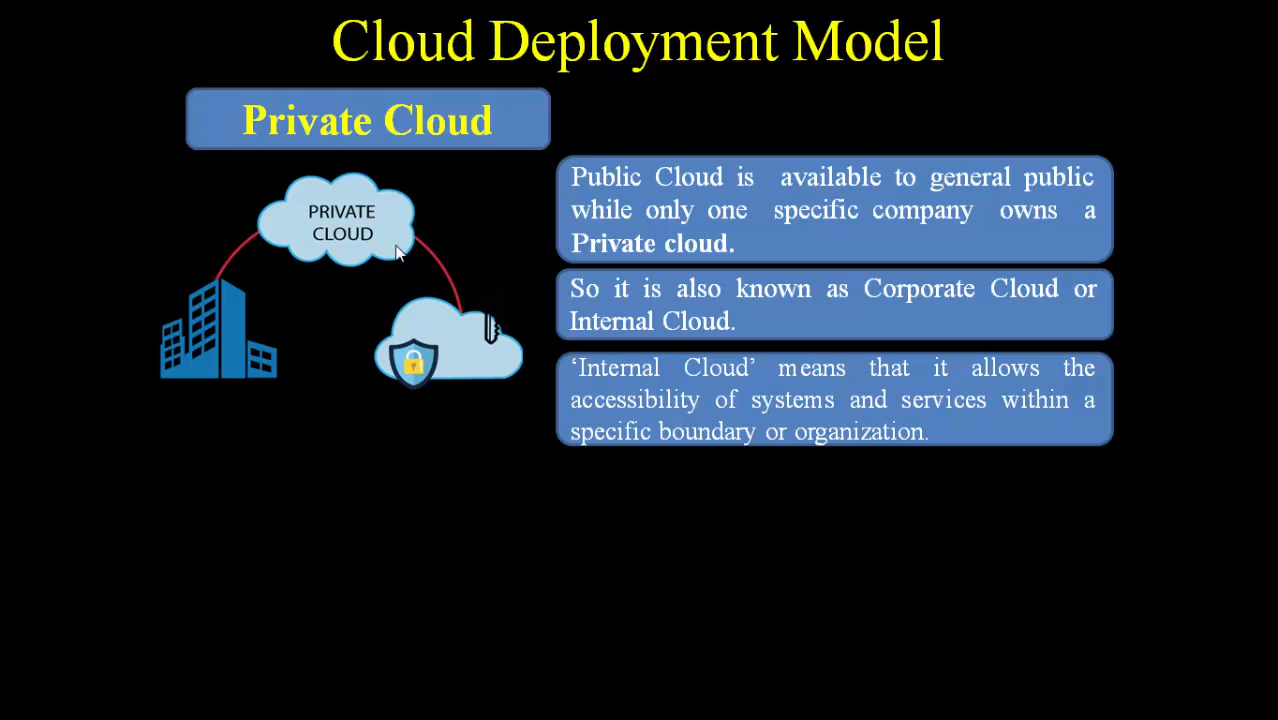 Cloud Deployment Model
Private Cloud
PRIVATE
CLOUD
Public Cloud is available to general public
while only one specific company owns a
Private cloud.
So it is also known as Corporate Cloud or
Internal Cloud.
‘Internal Cloud’ means that it allows the
accessibility of systems and services within a
specific boundary or organization.